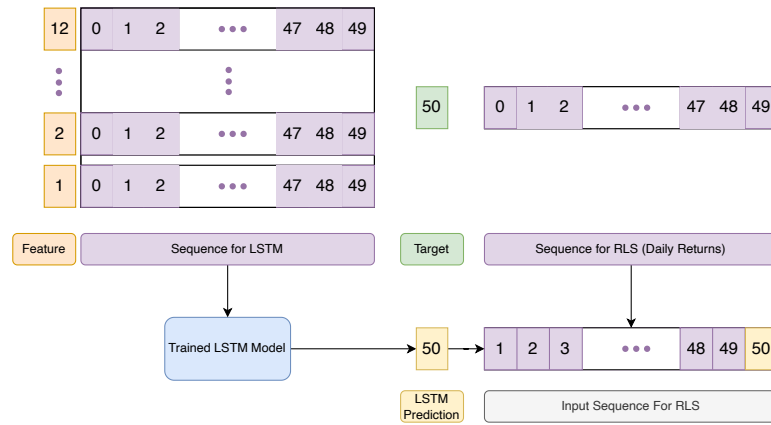 12 0 1 2 47 48 49
50 0 1 2 47 48 49
2 0 1 2 47 48 49
1 0 1 2 47 48 49
Feature Sequence for LSTM Target Sequence for RLS (Daily Returns)
Trained LSTM Model 50 1 2 3 48 49 50
LSTM
Prediction
Input Sequence For RLS